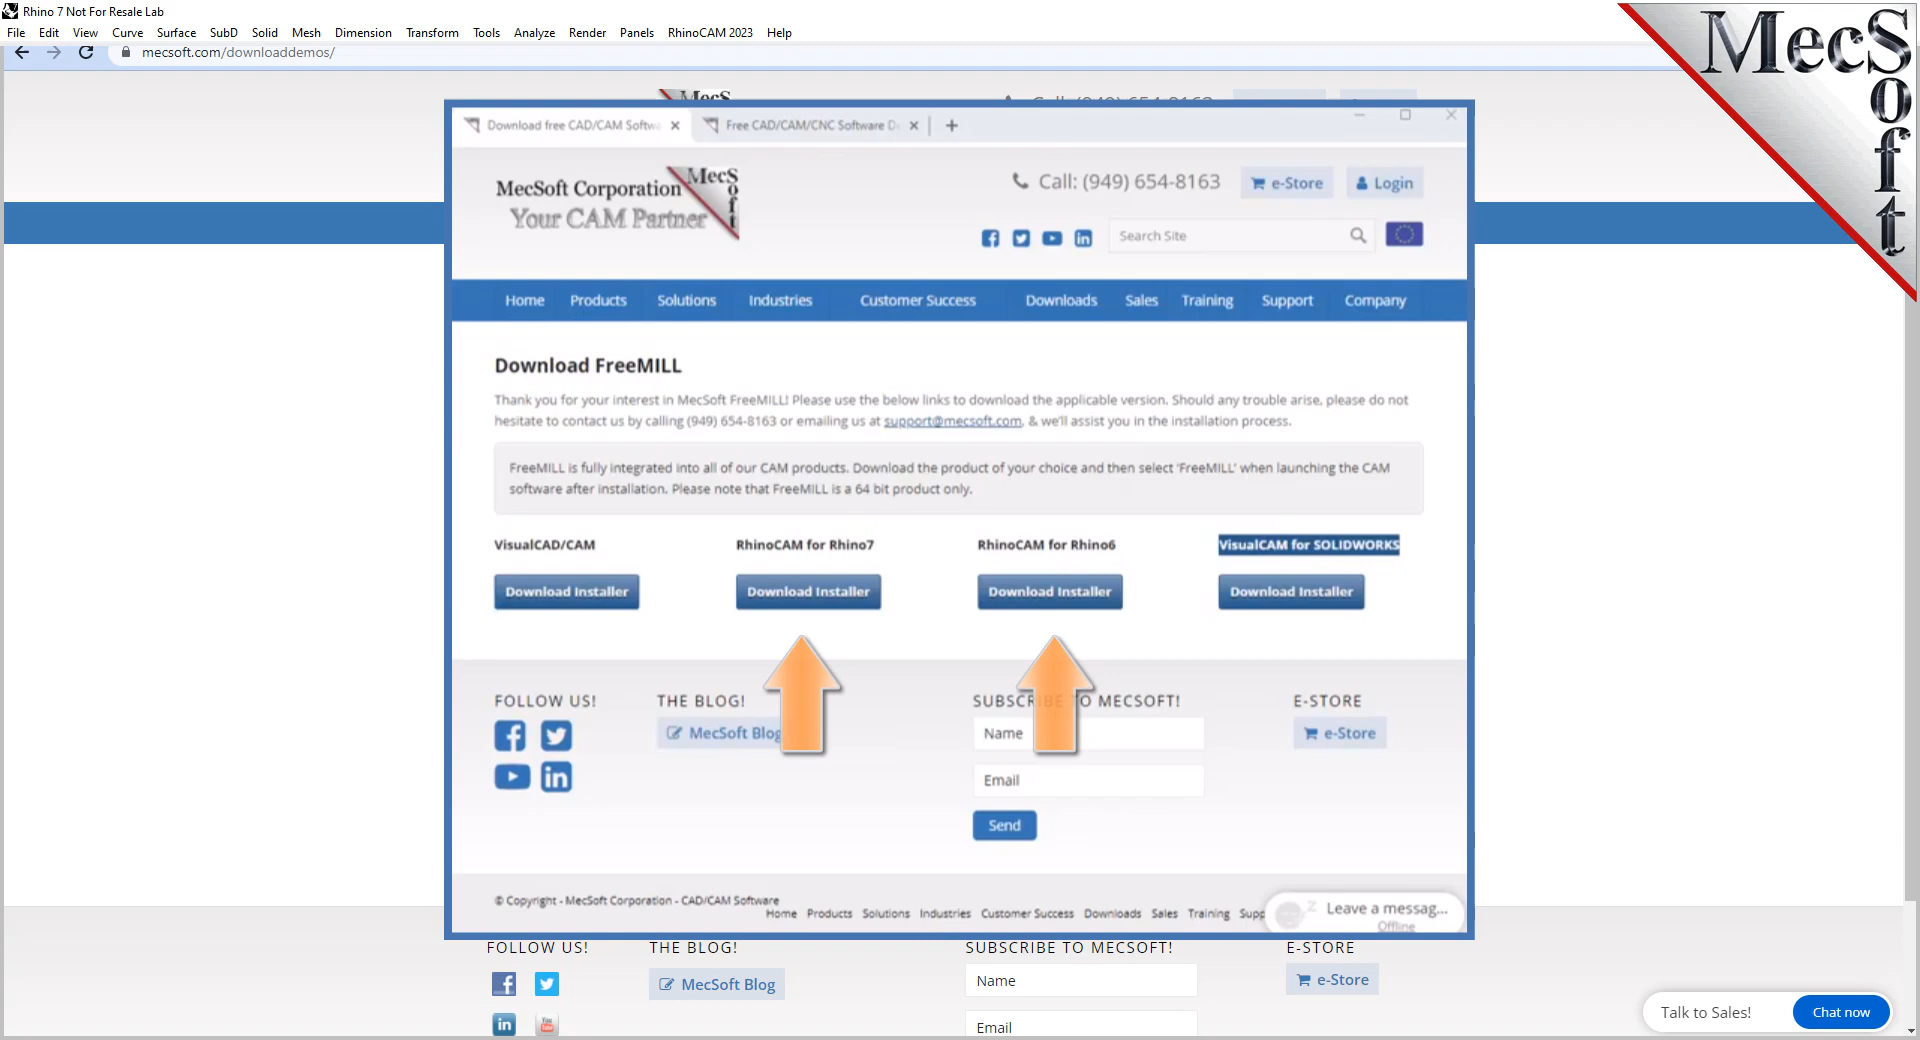 Rhino 7 Not For Resale Lab
File Edit View Curve Surface SubD Solid Mesh Dimension Transform Tools Analyze Render Panels RhinoCAM 2023 Help
mecsoft.com/downloaddemos/
MecSoft
Download free CAD/CAM Softw
Free CAD/CAM/CNC Software D
MecSoft Corporation
Your CAM Partner
MecSoft
Call: (949) 654-8163
e-Store
Login
Search Site
Home Products Solutions Industries Customer Success Downloads Sales Training Support Company
Download FreeMILL
Thank you for your interest in MecSoft FreeMILL! Please use the below links to download the applicable version. Should any trouble arise, please do not
hesitate to contact us by calling (949) 654-8163 or emailing us at support@mecsoft.com, & we'll assist you in the installation process.
FreeMILL is fully integrated into all of our CAM products. Download the product of your choice and then select 'FreeMILL' when launching the CAM
software after installation. Please note that FreeMILL is a 64 bit product only.
VisualCAD/CAM RhinoCAM for Rhino7 RhinoCAM for Rhino6 VisualCAM for SOLIDWORKS
Download Installer Download Installer Download Installer Download Installer
FOLLOW US! THE BLOG! E-STORE
MecSoft Blog
SUBSCRIBE TO MECSOFT!
Name
e-Store
Email
Send
© Copyright - MecSoft Corporation - CAD/CAM Software
Home Products Solutions Industries Customer Success Downloads Sales Training Supp
Leave a messag...
Offline
FOLLOW US! THE BLOG! SUBSCRIBE TO MECSOFT! E-STORE
MecSoft Blog
Name
e-Store
Email
Talk to Sales!
Chat now